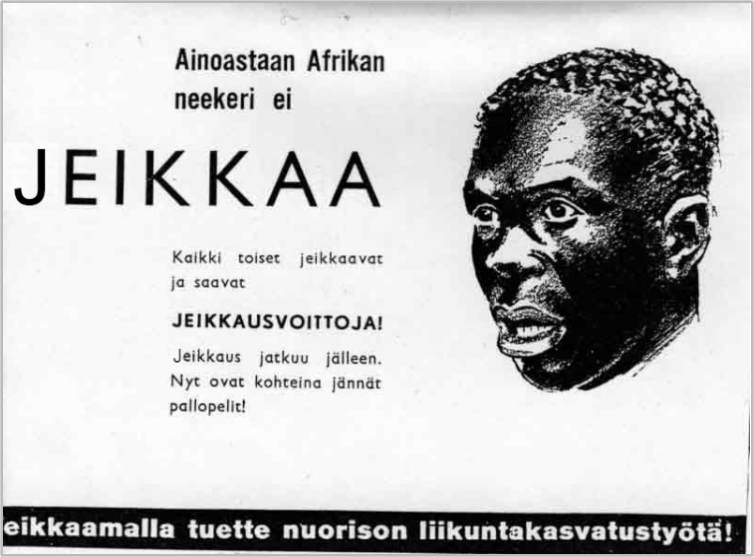 Ainoastaan Afrikan
neekeri ei
JEIKKAA
Kaikki toiset jeikkaavat
ja saavat
JEIKKAUSVOITTOJA!
Jeikkaus jatkuu jälleen.
Nyt ovat kohteina jännät
pallopelit!
eikkaamalla tuette nuorison liikuntakasvatustyötä!